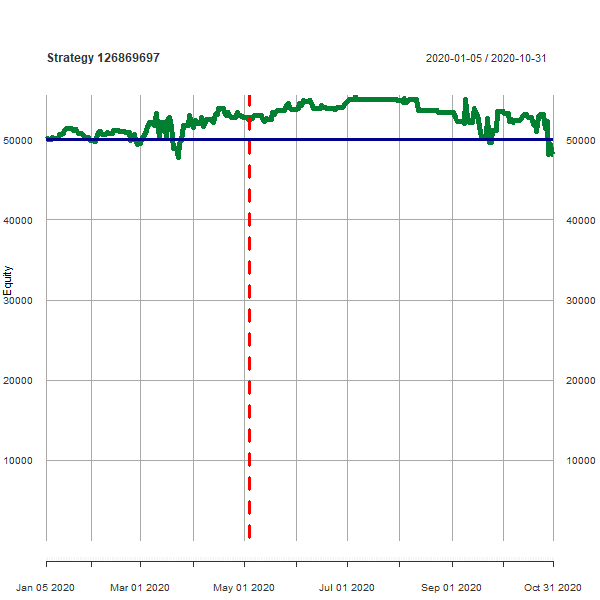 Strategy 126869697
2020-01-05 / 2020-10-31
50000
50000
40000
40000
Equity
30000
30000
20000
20000
10000
10000
Jan 05 2020
Mar 01 2020
May 01 2020
Jul 01 2020
Sep 01 2020
Oct 31 2020